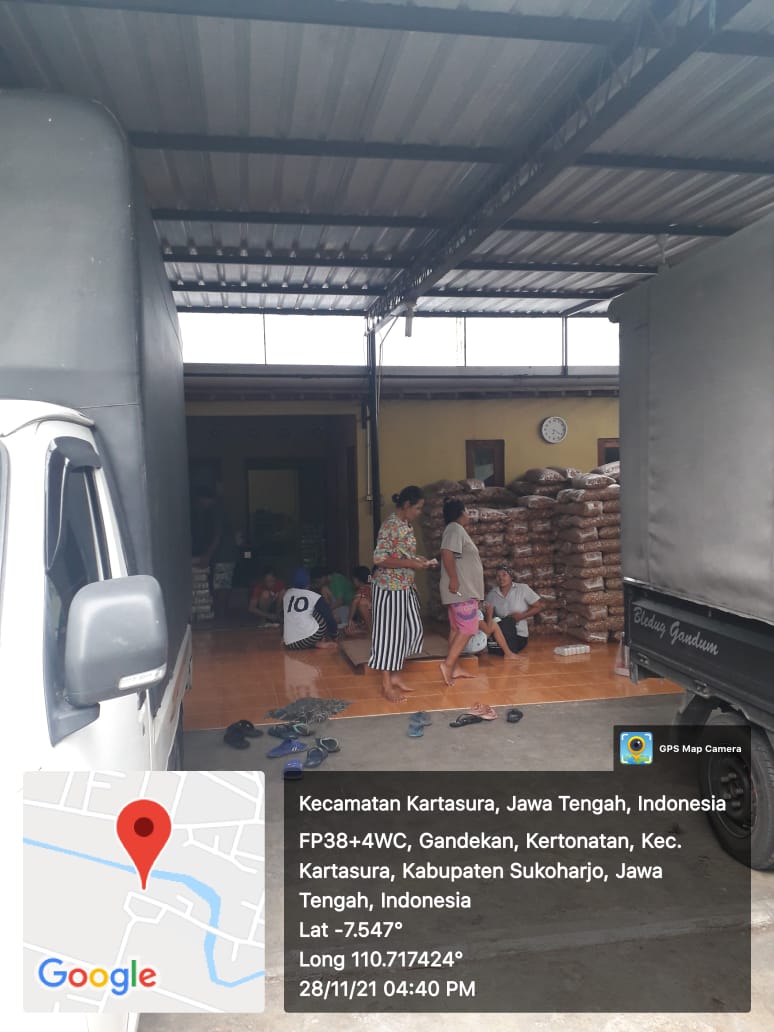 10
Bledug Gandum
GPS Map Camera
Kecamatan Kartasura, Jawa Tengah, Indonesia
FP38+4WC, Gandekan, Kertonatan, Kec.
Kartasura, Kabupaten Sukoharjo, Jawa
Tengah, Indonesia
Lat -7.547°
Long 110.717424°
28/11/21 04:40 PM
Google